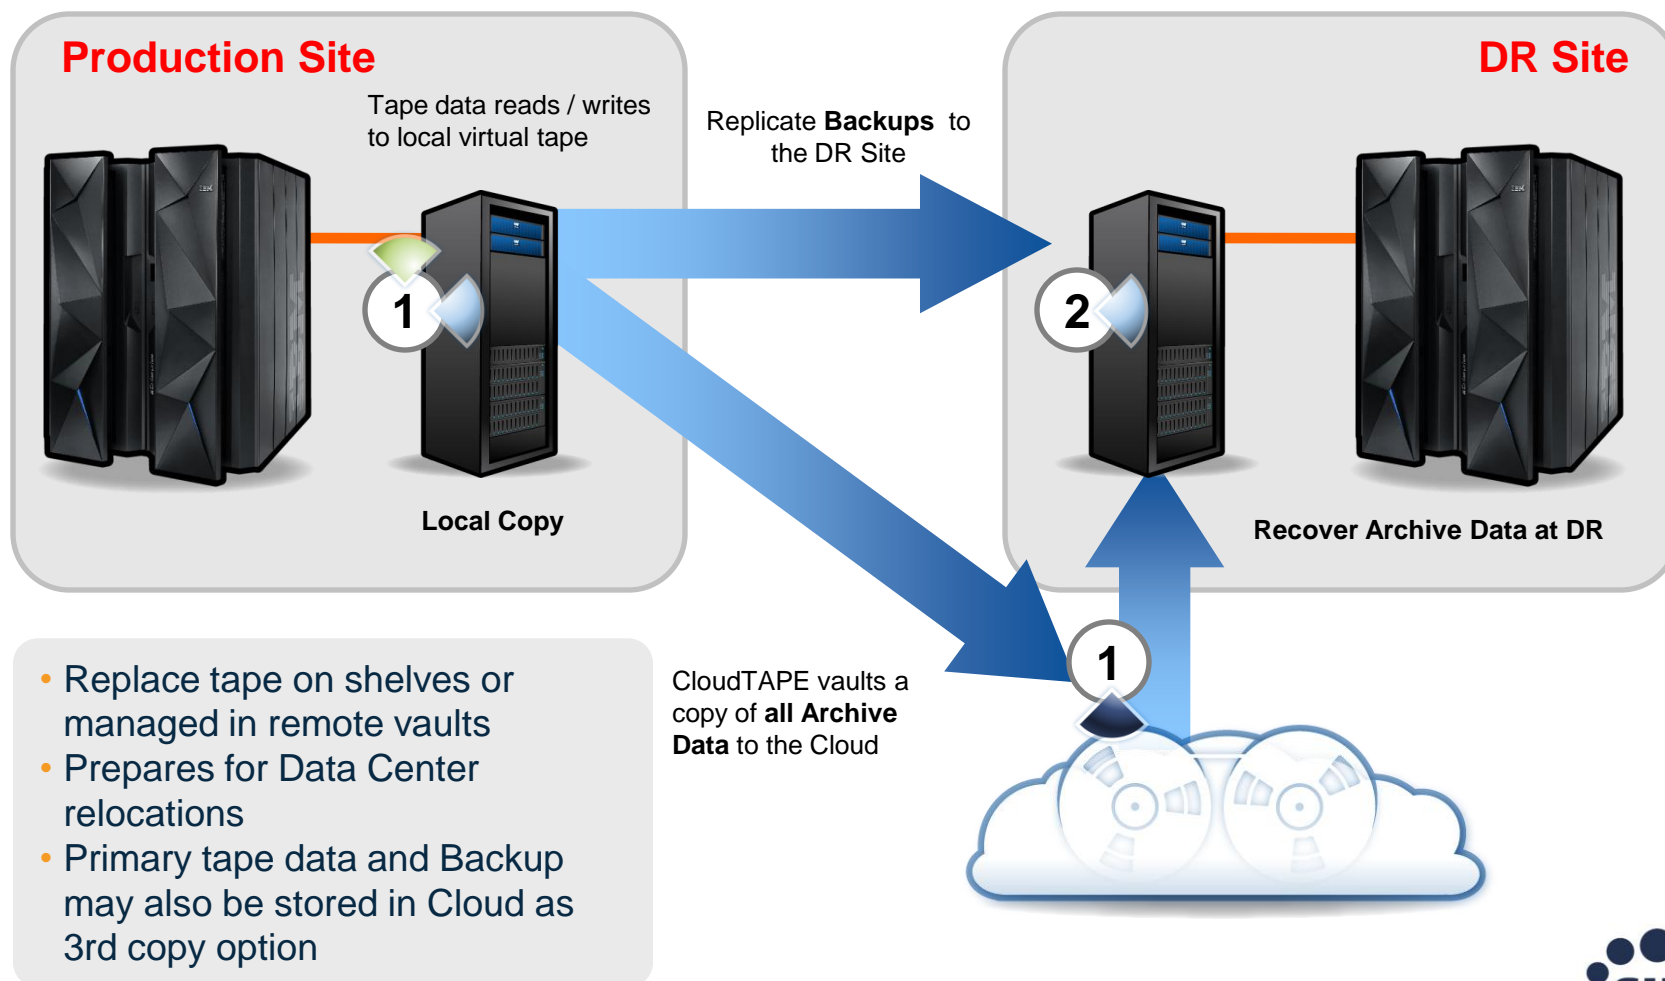 Production Site
Tape data reads / writes
to local virtual tape
1
Local Copy
Replicate Backups to
the DR Site
DR Site
2
Recover Archive Data at DR
CloudTAPE vaults a
copy of all Archive
Data to the Cloud
1
• Replace tape on shelves or
managed in remote vaults
• Prepares for Data Center
relocations
• Primary tape data and Backup
may also be stored in Cloud as
3rd copy option